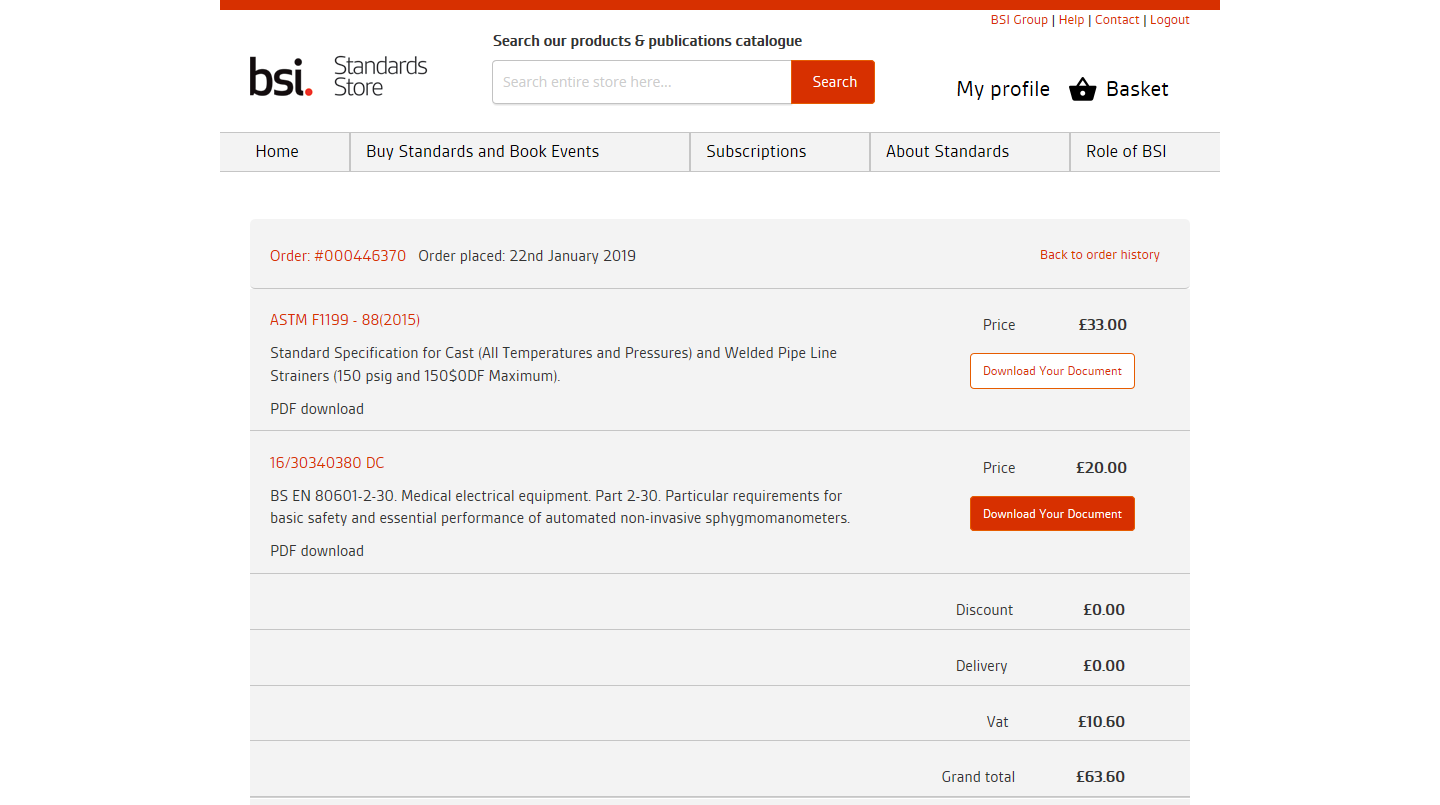 BSI Group | Help | Contact | Logout
Search our products & publications catalogue
bsi.
Standards
Store
Search entire store here...
Search
My profile
Basket
Home
Buy Standards and Book Events
Subscriptions
About Standards
Role of BSI
Order: #000446370 Order placed: 22nd January 2019
Back to order history
ASTM F1199 - 88(2015)
Price £33.00
Standard Specification for Cast (All Temperatures and Pressures) and Welded Pipe Line
Strainers (150 psig and 150$0DF Maximum).
Download Your Document
PDF download
16/30340380 DC
Price £20.00
BS EN 80601-2-30. Medical electrical equipment. Part 2-30. Particular requirements for
basic safety and essential performance of automated non-invasive sphygmomanometers.
Download Your Document
PDF download
Discount £0.00
Delivery £0.00
Vat £10.60
Grand total £63.60